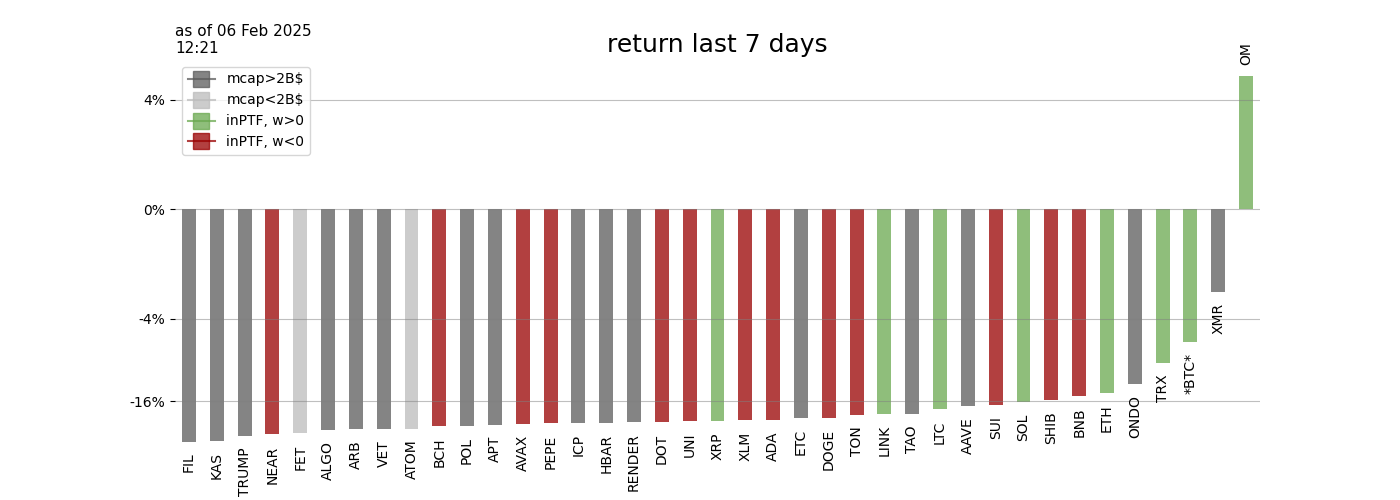 as of 06 Feb 2025
12:21
return last 7 days
mcap>2B$
mcap<2B$
inPTF, w>0
inPTF, w<0
4%
0%
-4%
-16%
FIL
KAS
TRUMP
NEAR
FET
ALGO
ARB
VET
ATOM
BCH
POL
APT
AVAX
PEPE
ICP
HBAR
RENDER
DOT
UNI
XRP
XLM
ADA
ETC
DOGE
TON
LINK
TAO
LTC
AAVE
SUI
SOL
SHIB
BNB
ETH
ONDO
TRX
*BTC*
XMR
OM